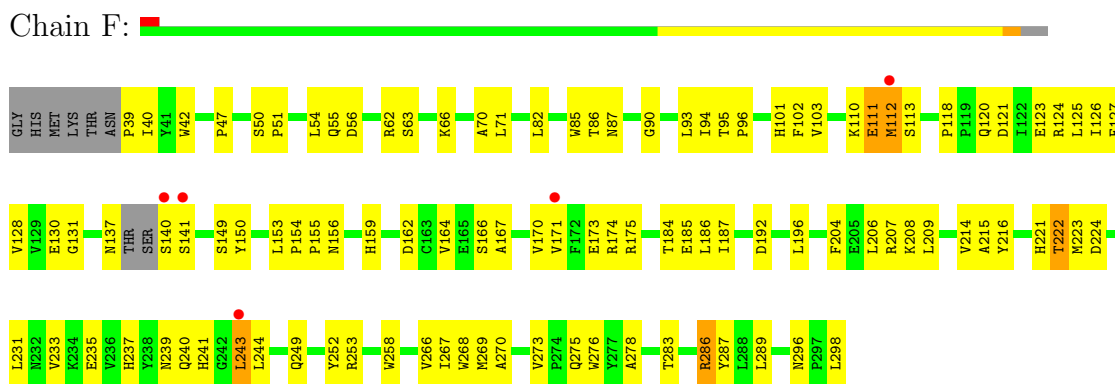 Chain F:
GLY HIS MET LYS THR ASN P39 I40 Y41 W42 P47 S50 P51 L54 Q55 D56 R62 S63 K66 A70 L71 L82 W85 T86 N87 G90 L93 I94 T95 P96 H101 F102 V103 K110 E111 M112 S113 P118 P119 Q120 D121 I122 E123 R124 L125 I126
V128 V129 E130 G131 N137 THR SER S140 S141 S149 Y150 L153 P154 P155 N156 H159 D162 C163 V164 E165 S166 A167 V170 V171 F172 E173 R174 R175 T184 E185 L186 I187 D192 L196 F204 E205 L206 R207 K208 L209 V214 A215 Y216 H221 T222 M223 D224
L231 N232 V233 K234 E235 V236 H237 Y238 N239 Q240 H241 G242 L243 L244 Q249 Y252 R253 W258 V266 I267 W268 M269 A270 V273 P274 Q275 W276 Y277 A278 T283 R286 Y287 L288 L289 N296 P297 L298